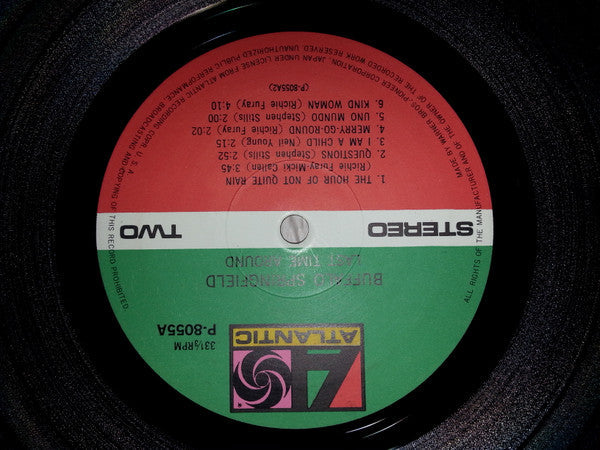 ATLANTIC
33⅓RPM
P-8055A
BUFFALO SPRINGFIELD
LAST TIME AROUND
STEREO
TWO
1. THE HOUR OF NOT QUITE RAIN
(Richie Furay-Micki Callen) 3:45
2. QUESTIONS (Stephen Stills) 2:52
3. I AM A CHILD (Neil Young) 2:15
4. MERRY-GO-ROUND (Richie Furay) 2:02
5. UNO MUNDO (Stephen Stills) 2:00
6. KIND WOMAN (Richie Furay) 4:10
(P-8055A2)
MADE BY WARNER BROS.-PIONEER CORPORATION, JAPAN UNDER LICENSE FROM ATLANTIC RECORDING CORP., U. S. A.
ALL RIGHTS OF THE MANUFACTURER AND OF THE OWNER OF THE RECORDED WORK RESERVED UNAUTHORIZED PUBLIC PERFORMANCE, BROADCASTING AND COPYING OF THIS RECORD PROHIBITED.